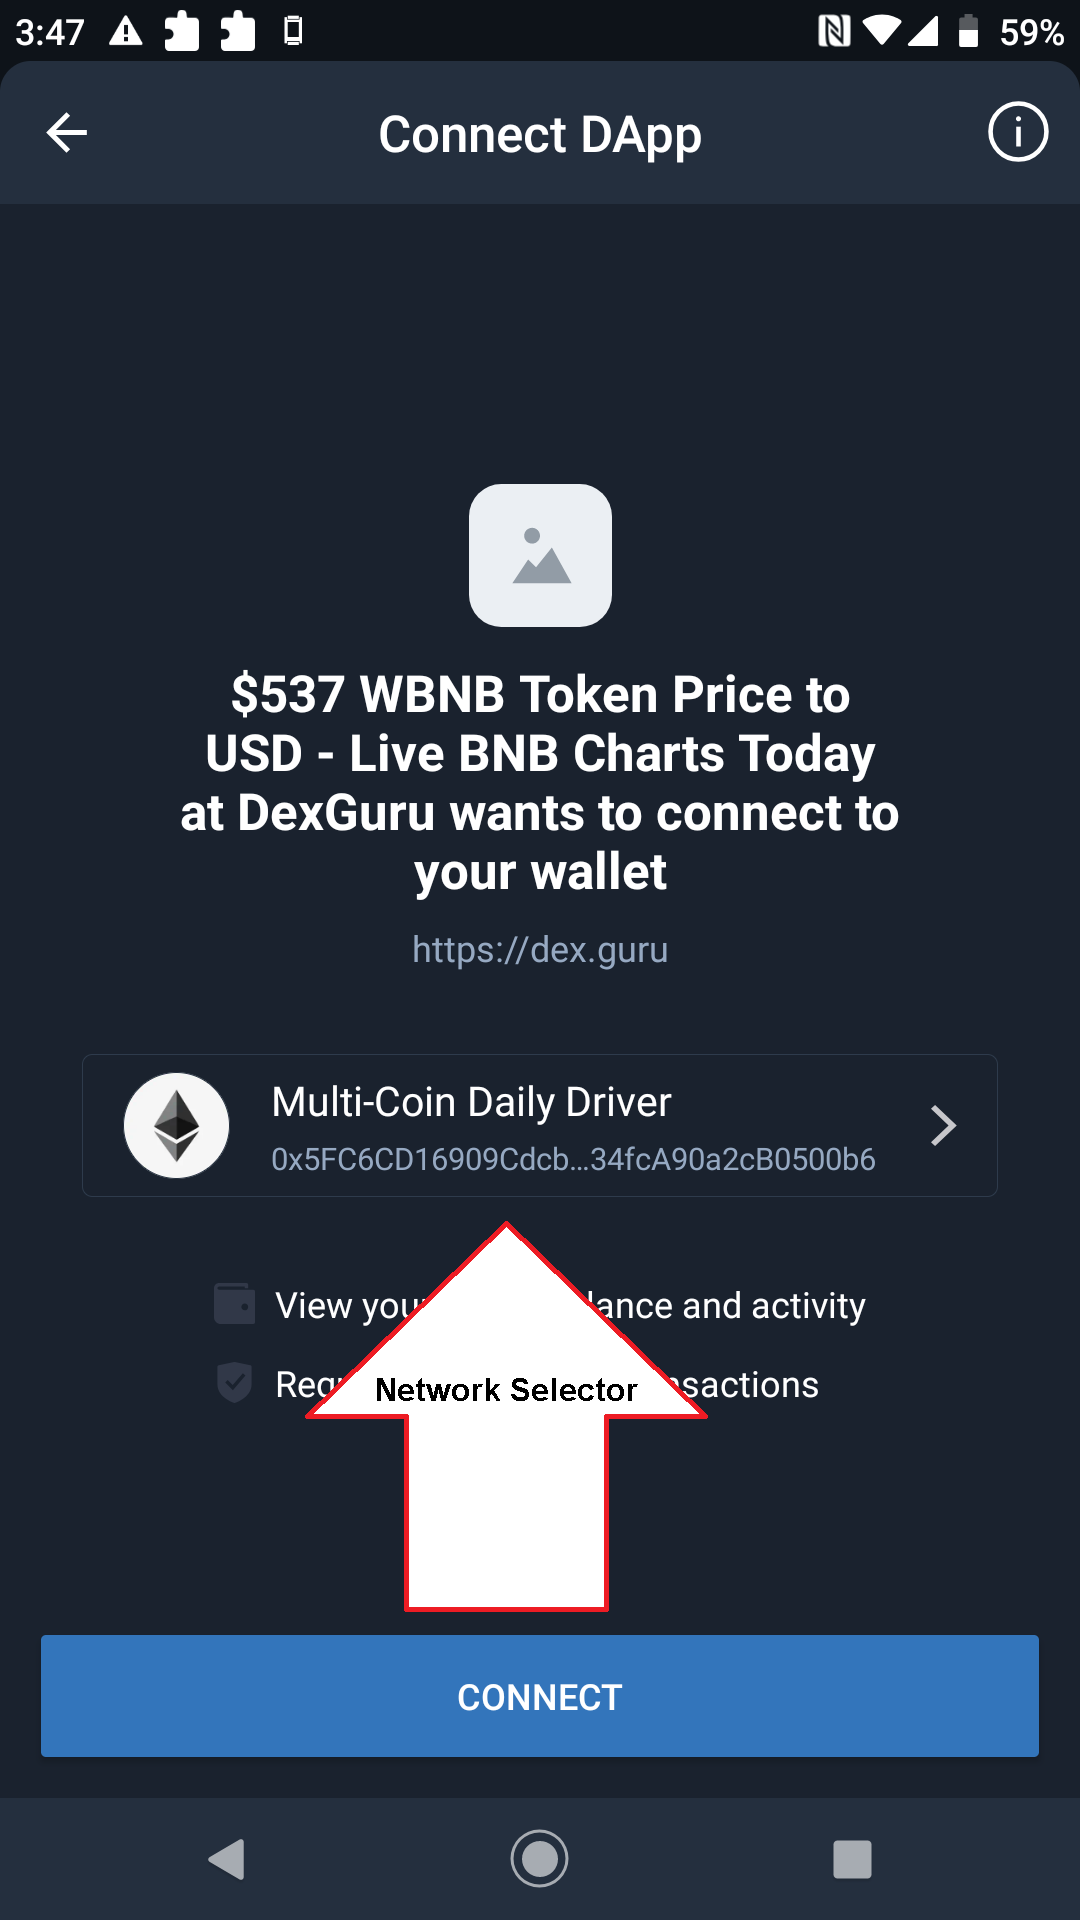 3:47
59%
Connect DApp
$537 WBNB Token Price to
USD - Live BNB Charts Today
at DexGuru wants to connect to
your wallet
https://dex.guru
Multi-Coin Daily Driver
0x5FC6CD16909Cdcb...34fcA90a2cB0500b6
View you lance and activity
Req sactions
Network Selector
CONNECT